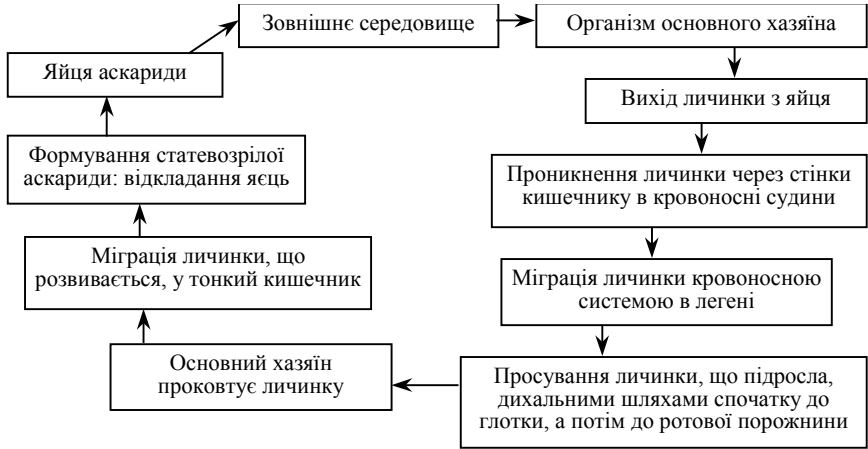 Зовнішнє середовище
Організм основного хазяїна
Яйця аскариди
Вихід личинки з яйця
Формування статевозрілої
аскариди: відкладання яєць
Проникнення личинки через стінки
кишечнику в кровоносні судини
Міграція личинки, що
розвивається, у тонкий кишечник
Міграція личинки кровоносною
системою в легені
Основний хазяїн
проковтує личинку
Просування личинки, що підросла,
дихальними шляхами спочатку до
глотки, а потім до ротової порожнини